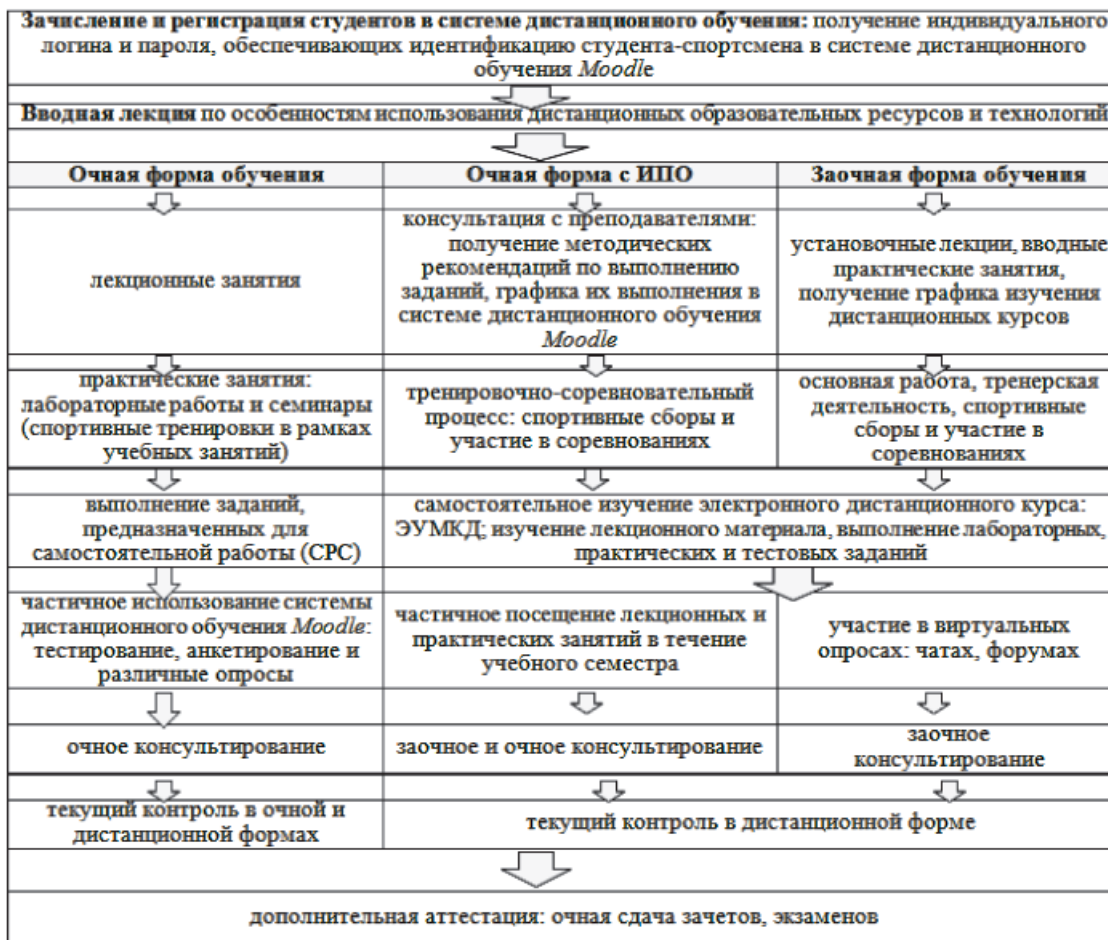 Зачисление и регистрация студентов в системе дистанционного обучения: получение индивидуального
логина и пароля, обеспечивающих идентификацию студента-спортсмена в системе дистанционного
обучения Moodle
Вводная лекция по особенностям использования дистанционных образовательных ресурсов и технологий
Очная форма обучения
Очная форма с ИПО
Заочная форма обучения
лекционные занятия
консультация с преподавателями:
получение методических
рекомендаций по выполнению
заданий, графика их выполнения в
системе дистанционного обучения
Moodle
установочные лекции, вводные
практические занятия,
получение графика изучения
дистанционных курсов
практические занятия:
лабораторные работы и семинары
(спортивные тренировки в рамках
учебных занятий)
тренировочно-соревновательный
процесс: спортивные сборы и
участие в соревнованиях
основная работа, тренерская
деятельность, спортивные
сборы и участие в
соревнованиях
выполнение заданий,
предназначенных для
самостоятельной работы (СРС)
самостоятельное изучение электронного дистанционного курса:
ЭУМКД; изучение лекционного материала, выполнение лабораторных,
практических и тестовых заданий
частичное использование системы
дистанционного обучения Moodle:
тестирование, анкетирование и
различные опросы
частичное посещение лекционных и
практических занятий в течение
учебного семестра
участие в виртуальных
опросах: чатах, форумах
очное консультирование
заочное и очное консультирование
заочное
консультирование
текущий контроль в очной и
дистанционной формах
текущий контроль в дистанционной форме
дополнительная аттестация: очная сдача зачетов, экзаменов